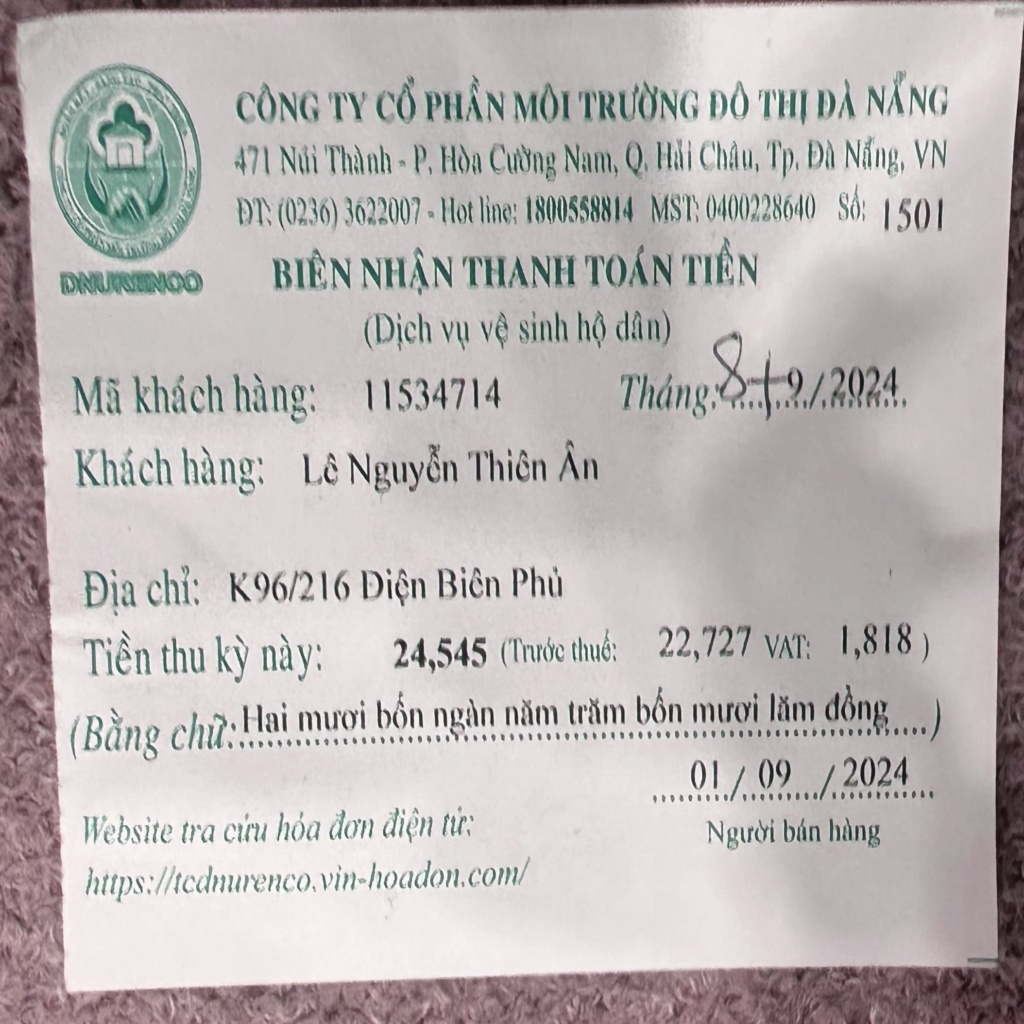 CÔNG TY CỔ PHẦN MÔI TRƯỜNG ĐÔ THỊ ĐÀ NẴNG
471 Núi Thành - P. Hòa Cường Nam, Q. Hải Châu, Tp. Đà Nẵng, VN
ĐT: (0236) 3622007 - Hot line: 1800558814 MST: 0400228640 Số: 1501
DNURENCO
BIÊN NHẬN THANH TOÁN TIỀN
(Dịch vụ vệ sinh hộ dân)
Mã khách hàng: 11534714 Tháng: 8+9/2024
Khách hàng: Lê Nguyễn Thiên Ân
Địa chỉ: K96/216 Điện Biên Phủ
Tiền thu kỳ này: 24,545 (Trước thuế: 22,727 VAT: 1,818 )
(Bằng chữ: Hai mươi bốn ngàn năm trăm bốn mươi lăm đồng.....)
01 / 09 / 2024
Người bán hàng
Website tra cứu hóa đơn điện tử:
https://tcdnurenco.vin-hoadon.com/